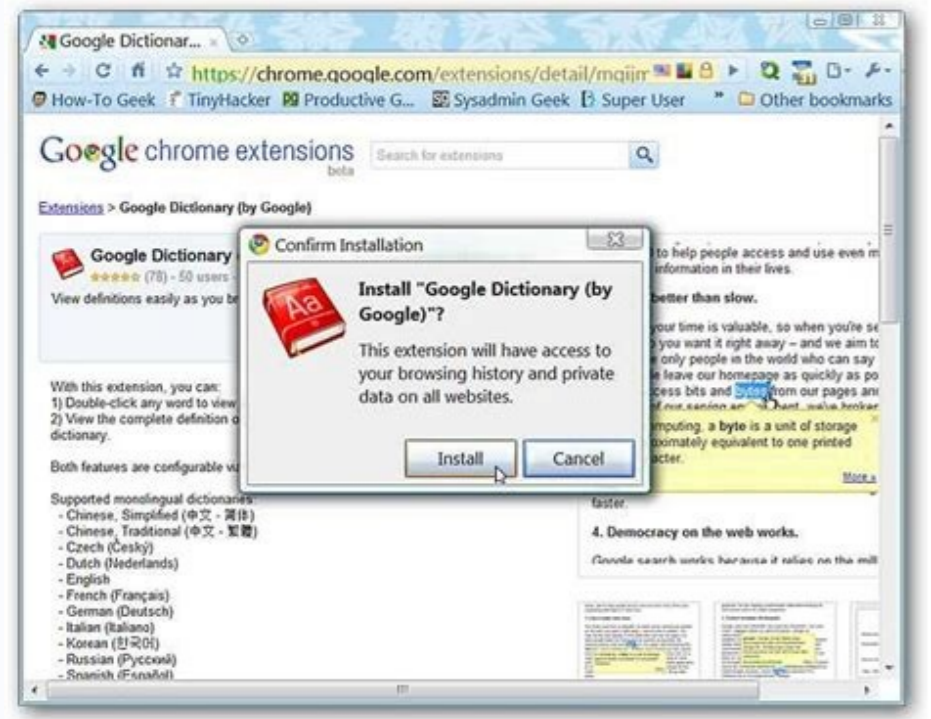 Google Dictionar...
https://chrome.google.com/extensions/detail/mgijm
How-To Geek TinyHacker Productive G... Sysadmin Geek Super User " Other bookmarks
Google chrome extensions
beta
Search for extensions
Extensions > Google Dictionary (by Google)
Google Dictionary
(78) - 50 users -
View definitions easily as you br
With this extension, you can:
1) Double-click any word to view
2) View the complete definition o
dictionary.
Both features are configurable via
Supported monolingual dictionaries:
- Chinese, Simplified (中文 - 简体)
- Chinese, Traditional (中文 - 繁體)
- Czech (Český)
- Dutch (Nederlands)
- English
- French (Français)
- German (Deutsch)
- Italian (Italiano)
- Korean (한국어)
- Russian (Русский)
- Spanish (Español)
Confirm Installation
Aa
Install "Google Dictionary (by
Google)"?
This extension will have access to
your browsing history and private
data on all websites.
Install
Cancel
to help people access and use even m
information in their lives.
better than slow.
your time is valuable, so when you're se
you want it right away – and we aim to
only people in the world who can say
leave our homepage as quickly as po
cess bits and bytes from our pages and
mputing, a byte is a unit of storage
oximately equivalent to one printed
acter.
More »
faster.
4. Democracy on the web works.
Google search works because it relies on the mill